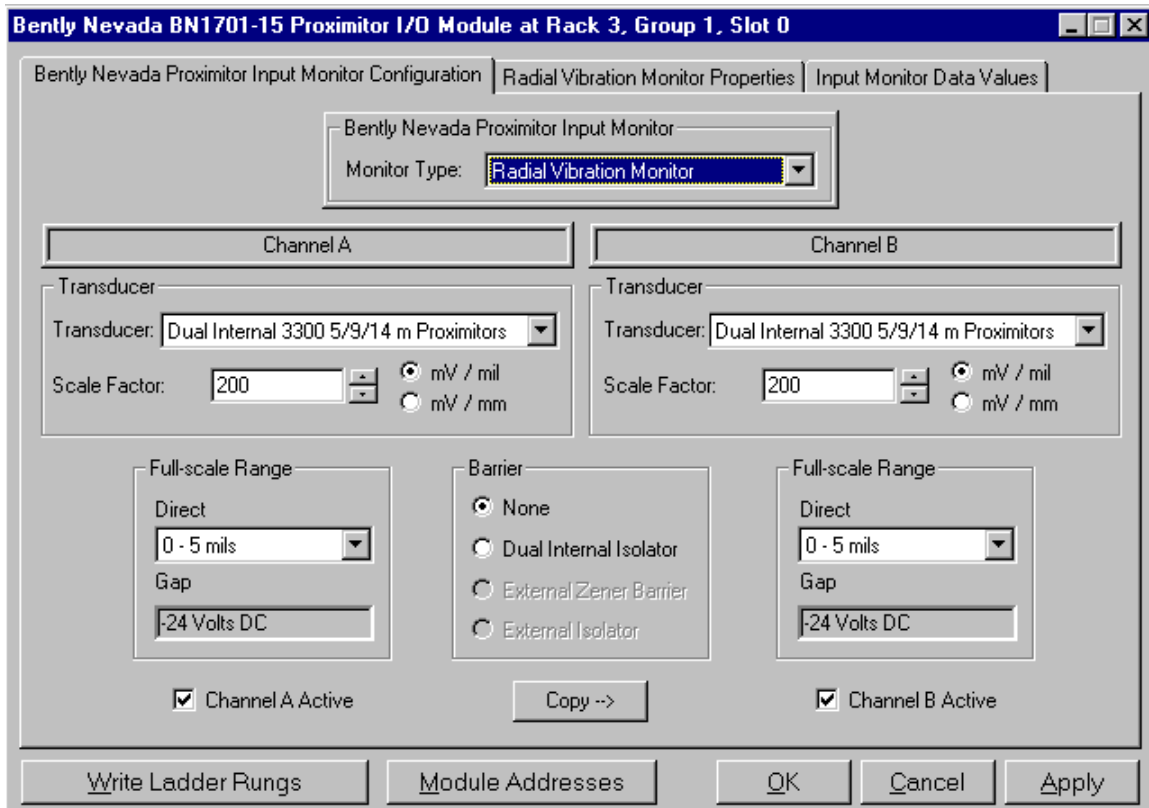 Bently Nevada BN1701-15 Proximitor I/O Module at Rack 3, Group 1, Slot 0
Bently Nevada Proximitor Input Monitor Configuration
Radial Vibration Monitor Properties
Input Monitor Data Values
Bently Nevada Proximitor Input Monitor
Monitor Type: Radial Vibration Monitor
Channel A
Channel B
Transducer
Transducer: Dual Internal 3300 5/9/14 m Proximitors
Scale Factor: 200
mV / mil
mV / mm
Transducer
Transducer: Dual Internal 3300 5/9/14 m Proximitors
Scale Factor: 200
mV / mil
mV / mm
Full-scale Range
Direct
0 - 5 mils
Gap
-24 Volts DC
Barrier
None
Dual Internal Isolator
External Zener Barrier
External Isolator
Full-scale Range
Direct
0 - 5 mils
Gap
-24 Volts DC
Channel A Active
Copy -->
Channel B Active
Write Ladder Rungs
Module Addresses
OK
Cancel
Apply